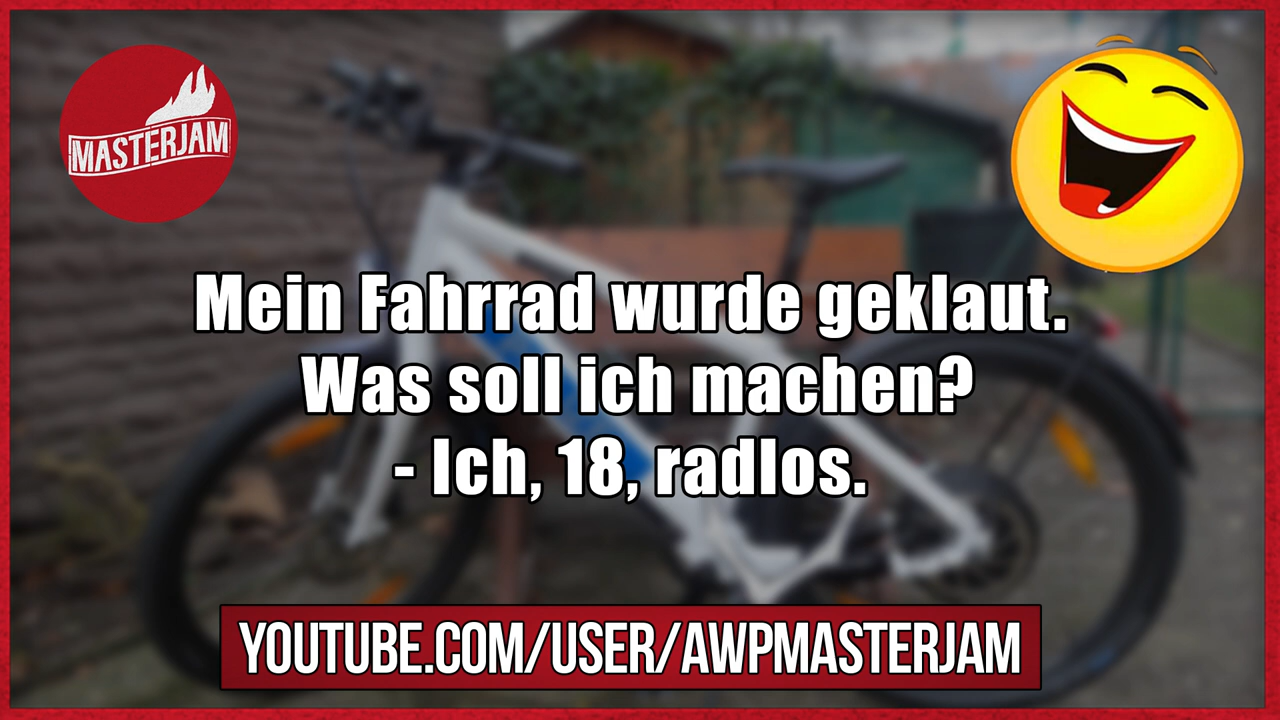 MASTERJAM
Mein Fahrrad wurde geklaut.
Was soll ich machen?
- Ich, 18, radlos.
YOUTUBE.COM/USER/AWPMASTERJAM